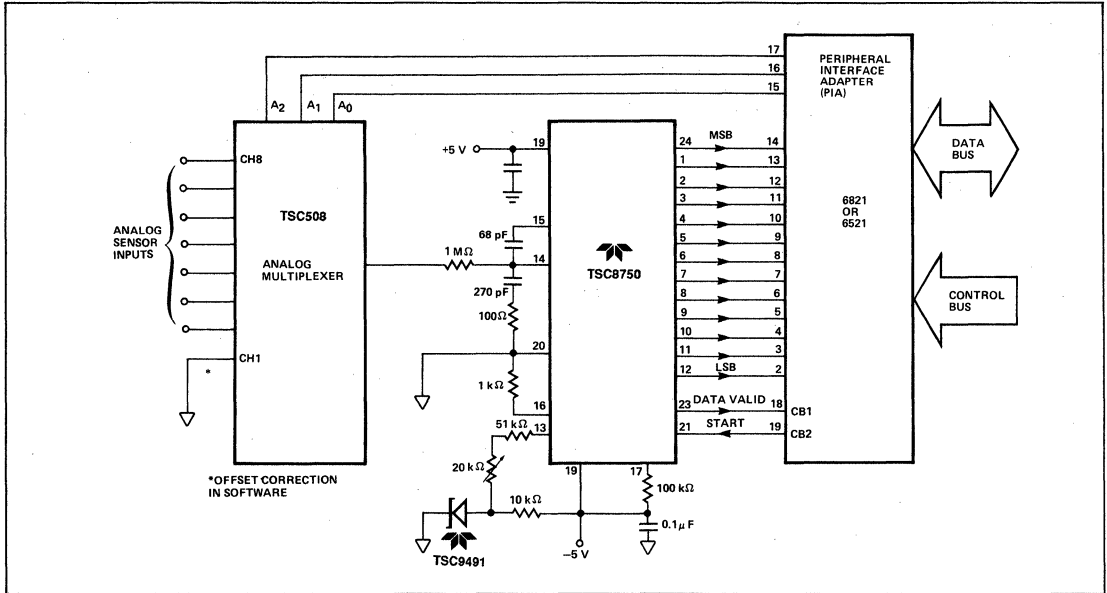 17
PERIPHERAL
INTERFACE
ADAPTER
(PIA)
16
15
A2
A1
A0
CH8
TSC508
ANALOG
SENSOR
INPUTS
ANALOG
MULTIPLEXER
CH1
*
*OFFSET CORRECTION
IN SOFTWARE
+5 V
19
15
68 pF
1 MΩ
14
270 pF
100Ω
20
1 kΩ
16
51 kΩ
13
20 kΩ
10 kΩ
TSC9491
TSC8750
19
17
100 kΩ
0.1μF
−5 V
24 MSB 14
1 13
2 12
3 11
4 10
5 9
6 8
7 7
8 6
9 5
10 4
11 3
12 LSB 2
23 DATA VALID 18 CB1
21 START 19 CB2
6821
OR
6521
DATA
BUS
CONTROL
BUS